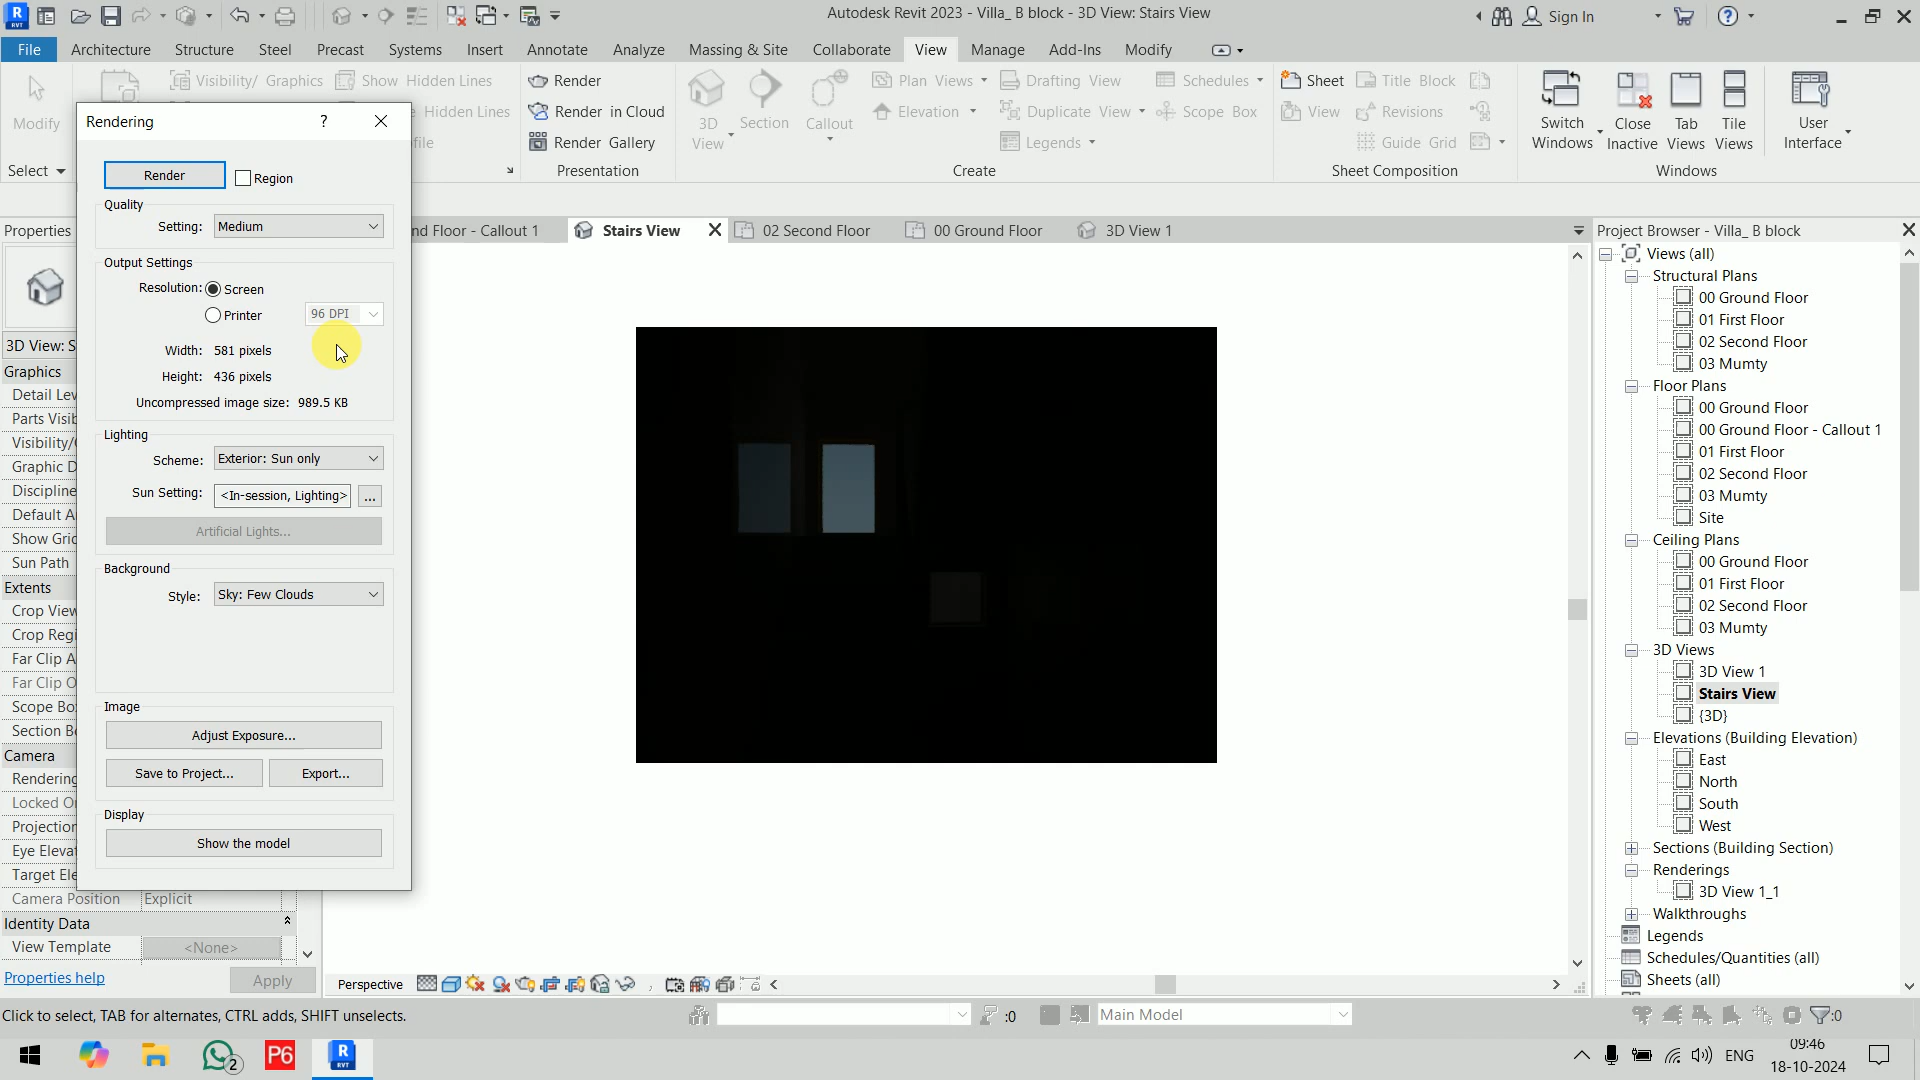 Autodesk Revit 2023 - Villa_ B block - 3D View: Stairs View
Sign In
File Architecture Structure Steel Precast Systems Insert Annotate Analyze Massing & Site Collaborate View Manage Add-Ins Modify
Modify
Select
Visibility/ Graphics
Show Hidden Lines
Hidden Lines
Render
Render in Cloud
Render Gallery
Presentation
3D View
Section
Callout
Plan Views
Elevation
Drafting View
Duplicate View
Legends
Schedules
Scope Box
Create
Sheet
View
Title Block
Revisions
Guide Grid
Sheet Composition
Switch Windows
Close Inactive
Tab Views
Tile Views
Windows
User Interface
Rendering
Render
Region
Quality
Setting: Medium
Output Settings
Resolution: Screen
Printer 96 DPI
Width: 581 pixels
Height: 436 pixels
Uncompressed image size: 989.5 KB
Lighting
Scheme: Exterior: Sun only
Sun Setting: <In-session, Lighting> ...
Artificial Lights...
Background
Style: Sky: Few Clouds
Image
Adjust Exposure...
Save to Project... Export...
Display
Show the model
Properties
3D View: S
Graphics
Detail Lev
Parts Visib
Visibility/
Graphic D
Discipline
Default A
Show Grid
Sun Path
Extents
Crop View
Crop Regi
Far Clip A
Far Clip O
Scope Bo
Section B
Camera
Rendering
Locked O
Projection
Eye Elevat
Target Ele
Camera Position Explicit
Identity Data
View Template <None>
Properties help Apply
nd Floor - Callout 1 Stairs View 02 Second Floor 00 Ground Floor 3D View 1
Perspective
Project Browser - Villa_ B block
Views (all)
Structural Plans
00 Ground Floor
01 First Floor
02 Second Floor
03 Mumty
Floor Plans
00 Ground Floor
00 Ground Floor - Callout 1
01 First Floor
02 Second Floor
03 Mumty
Site
Ceiling Plans
00 Ground Floor
01 First Floor
02 Second Floor
03 Mumty
3D Views
3D View 1
Stairs View
{3D}
Elevations (Building Elevation)
East
North
South
West
Sections (Building Section)
Renderings
3D View 1_1
Walkthroughs
Legends
Schedules/Quantities (all)
Sheets (all)
Click to select, TAB for alternates, CTRL adds, SHIFT unselects.
:0
Main Model
:0
2
P6
R
RVT
ENG
09:46
18-10-2024